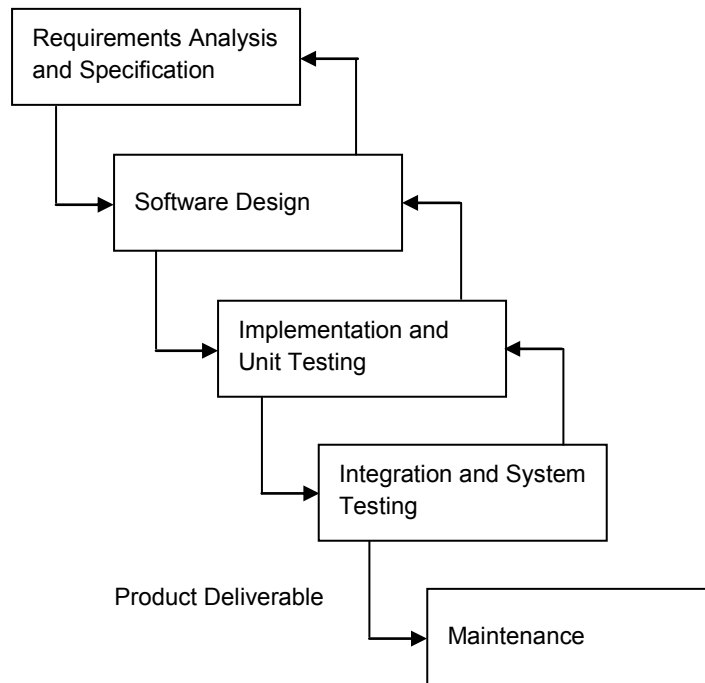 Requirements Analysis
and Specification
Software Design
Implementation and
Unit Testing
Integration and System
Testing
Product Deliverable
Maintenance